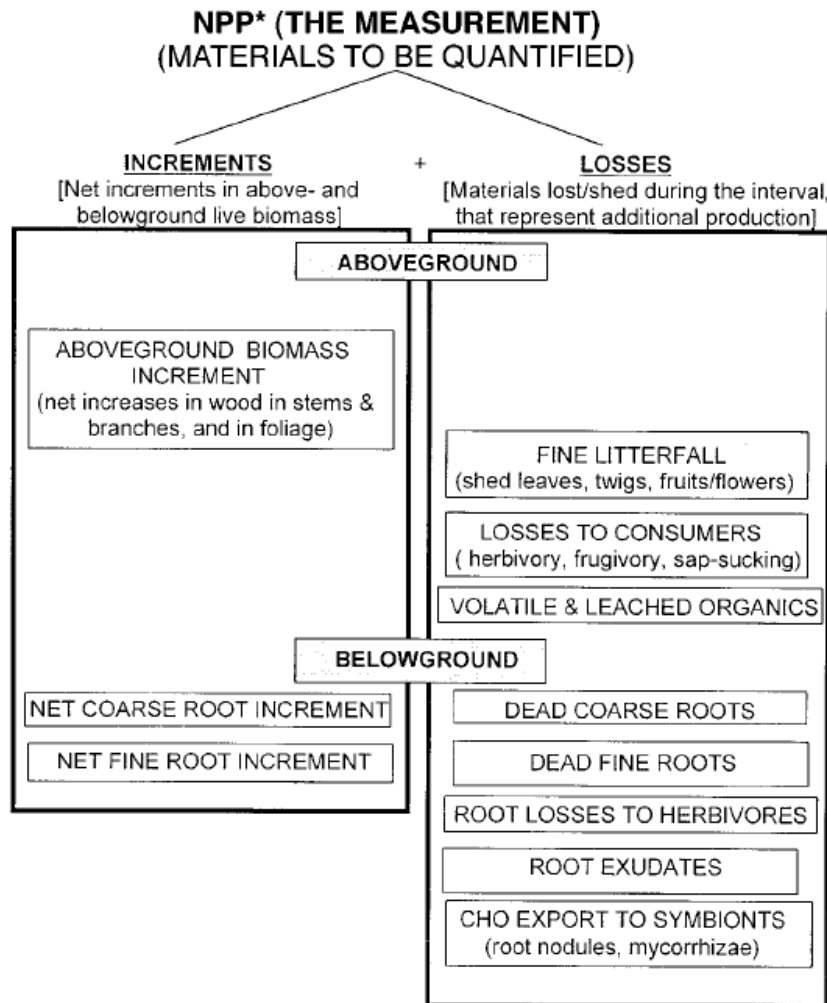 NPP* (THE MEASUREMENT)
(MATERIALS TO BE QUANTIFIED)
INCREMENTS
+
LOSSES
[Net increments in above- and
belowground live biomass]
[Materials lost/shed during the interval,
that represent additional production]
ABOVEGROUND
ABOVEGROUND BIOMASS
INCREMENT
(net increases in wood in stems &
branches, and in foliage)
FINE LITTERFALL
(shed leaves, twigs, fruits/flowers)
LOSSES TO CONSUMERS
( herbivory, frugivory, sap-sucking)
VOLATILE & LEACHED ORGANICS
BELOWGROUND
NET COARSE ROOT INCREMENT
NET FINE ROOT INCREMENT
DEAD COARSE ROOTS
DEAD FINE ROOTS
ROOT LOSSES TO HERBIVORES
ROOT EXUDATES
CHO EXPORT TO SYMBIONTS
(root nodules, mycorrhizae)